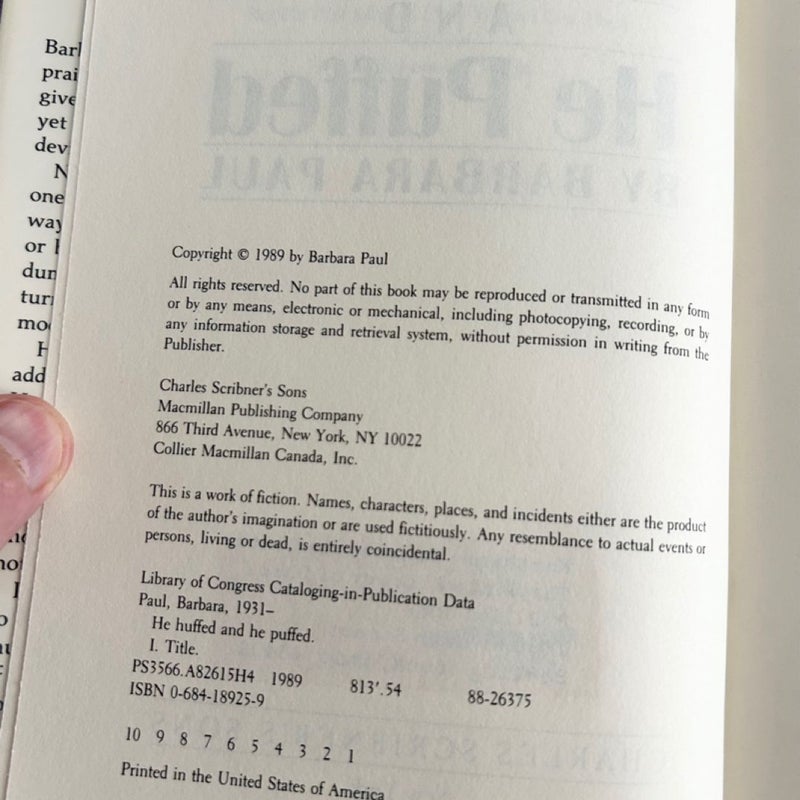 Copyright © 1989 by Barbara Paul
All rights reserved. No part of this book may be reproduced or transmitted in any form
or by any means, electronic or mechanical, including photocopying, recording, or by
any information storage and retrieval system, without permission in writing from the
Publisher.
Charles Scribner's Sons
Macmillan Publishing Company
866 Third Avenue, New York, NY 10022
Collier Macmillan Canada, Inc.
This is a work of fiction. Names, characters, places, and incidents either are the product
of the author's imagination or are used fictitiously. Any resemblance to actual events or
persons, living or dead, is entirely coincidental.
Library of Congress Cataloging-in-Publication Data
Paul, Barbara, 1931–
He huffed and he puffed.
I. Title.
PS3566.A82615H4 1989 813'.54 88-26375
ISBN 0-684-18925-9
10 9 8 7 6 5 4 3 2 1
Printed in the United States of America